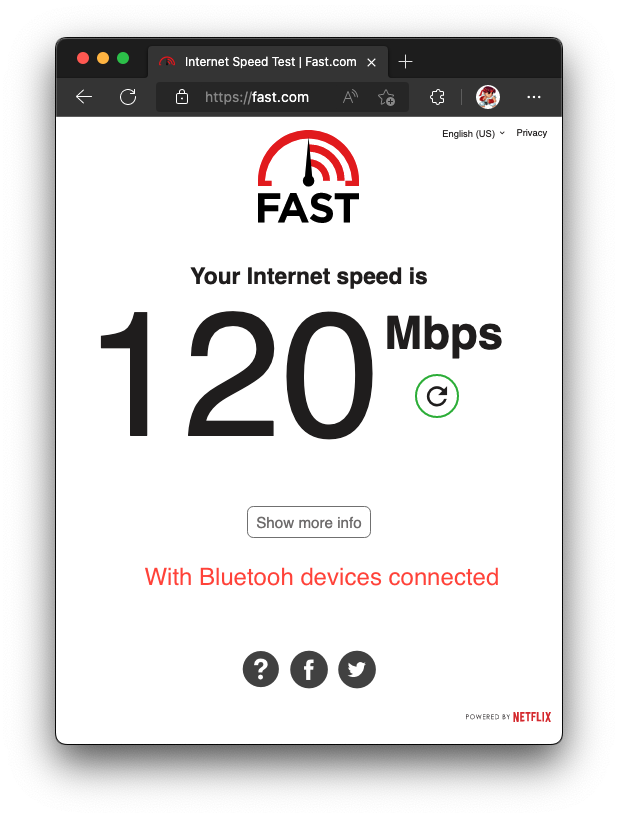 Internet Speed Test | Fast.com
https://fast.com
English (US)
Privacy
FAST
Your Internet speed is
120 Mbps
Show more info
With Bluetooh devices connected
POWERED BY NETFLIX